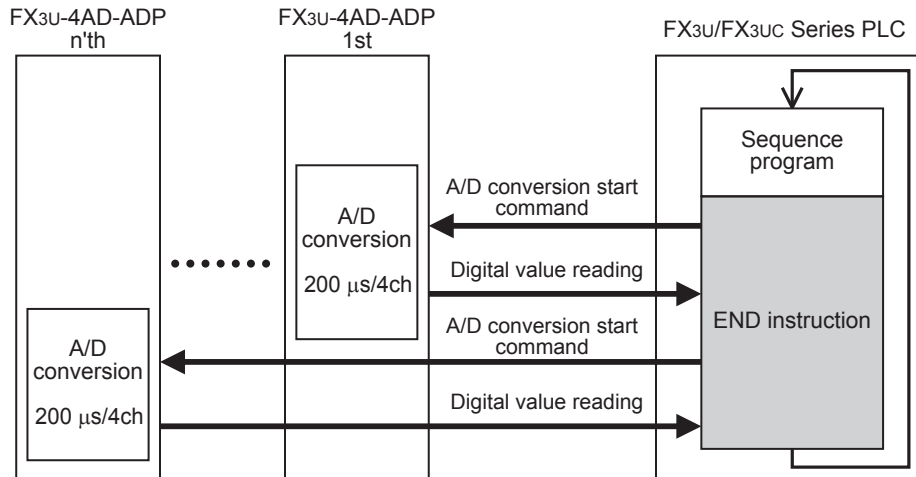 FX3U-4AD-ADP
n'th
FX3U-4AD-ADP
1st
FX3U/FX3UC Series PLC
Sequence
program
A/D conversion start
command
A/D
conversion
200 μs/4ch
Digital value reading
END instruction
A/D conversion start
command
A/D
conversion
200 μs/4ch
Digital value reading